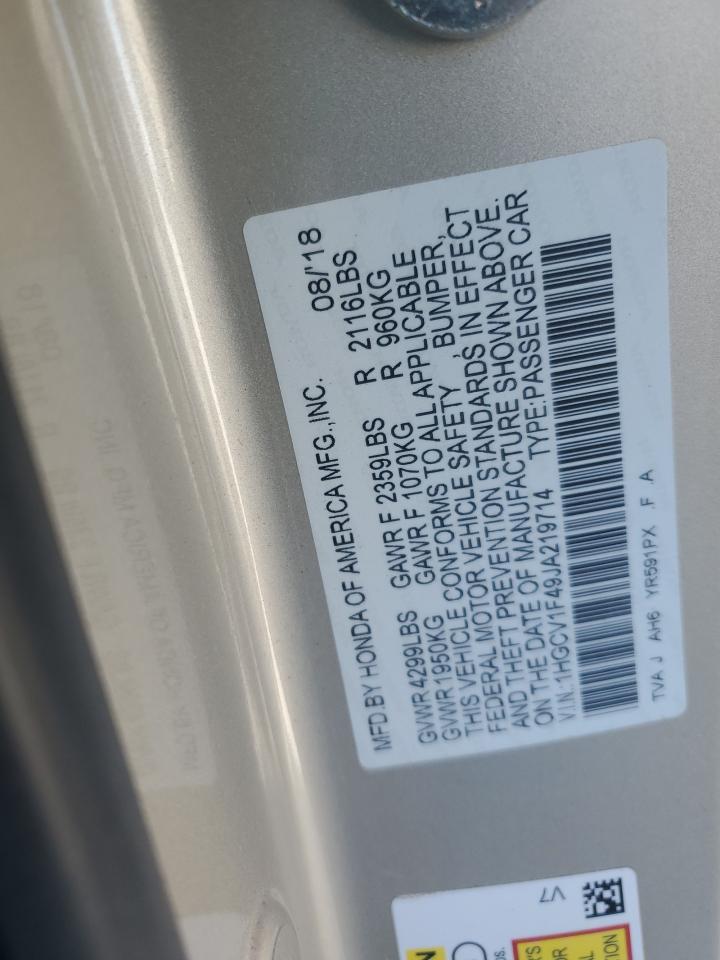 MFD.BY HONDA OF AMERICA MFG.,INC. 08/'18
GVWR 4299LBS GAWR F 2359LBS R 2116LBS
GVWR 1950KG GAWR F 1070KG R 960KG
THIS VEHICLE CONFORMS TO ALL APPLICABLE
FEDERAL MOTOR VEHICLE SAFETY , BUMPER,
AND THEFT PREVENTION STANDARDS IN EFFECT
ON THE DATE OF MANUFACTURE SHOWN ABOVE.
V.I.N.:1HGCV1F49JA219714 TYPE:PASSENGER CAR
TVA J AH6 YR591PX .F .A
V7